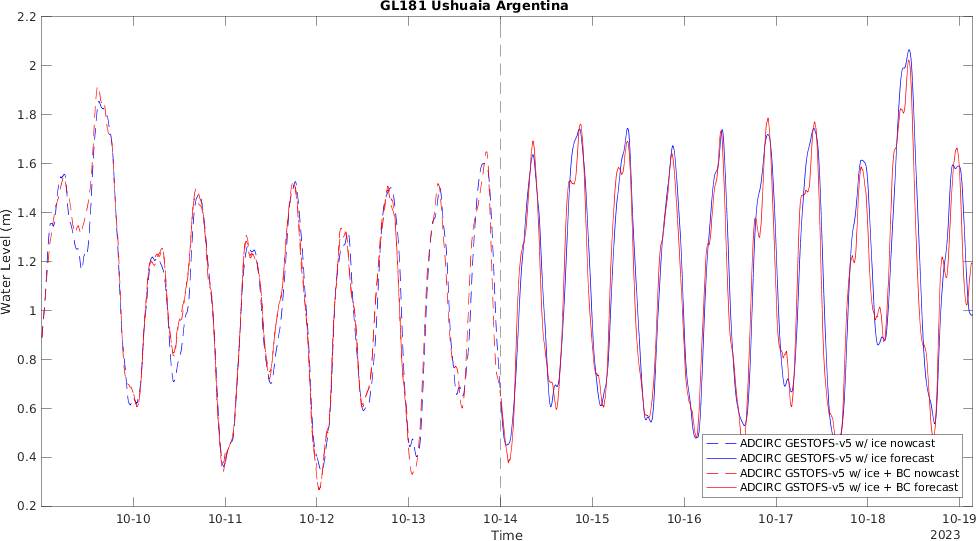 GL181 Ushuaia Argentina
2.2
2
1.8
1.6
1.4
1.2
1
0.8
0.6
0.4
0.2
Water Level (m)
ADCIRC GESTOFS-v5 w/ ice nowcast
ADCIRC GESTOFS-v5 w/ ice forecast
ADCIRC GSTOFS-v5 w/ ice + BC nowcast
ADCIRC GSTOFS-v5 w/ ice + BC forecast
10-10 10-11 10-12 10-13 10-14 10-15 10-16 10-17 10-18 10-19
Time
2023